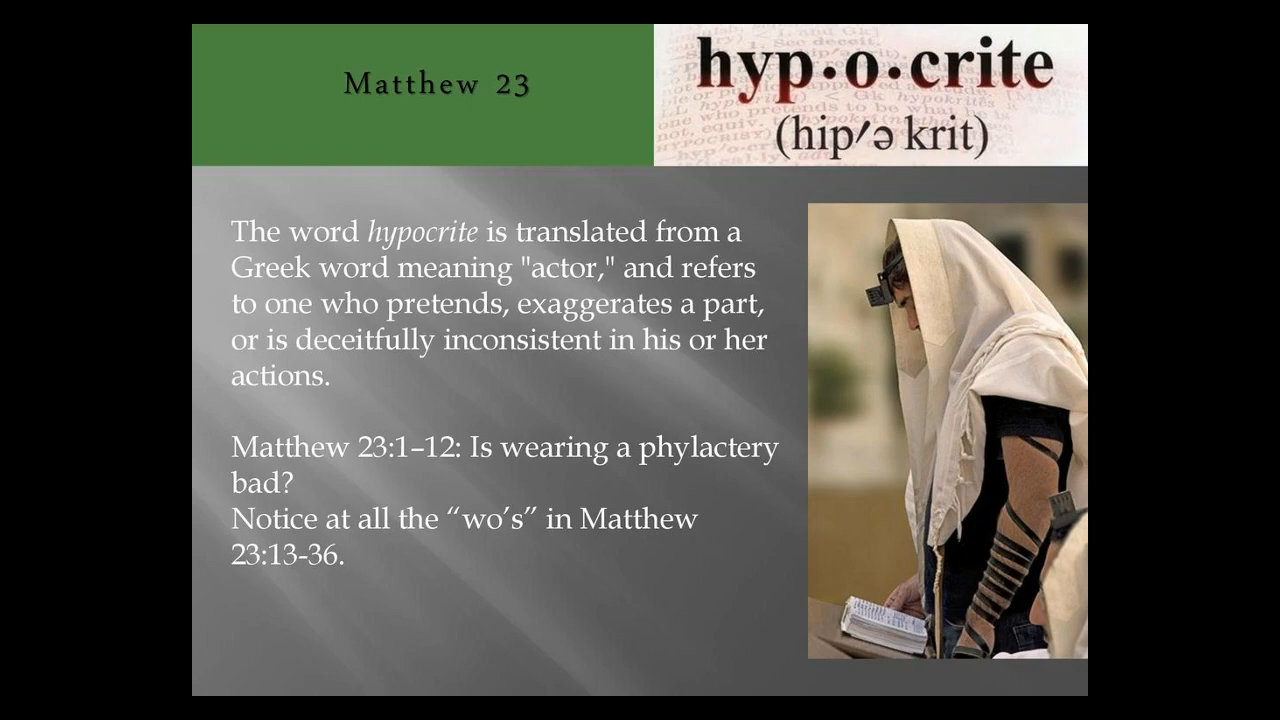 Matthew 23
hyp·o·crite
(hip′ə krit)
The word hypocrite is translated from a
Greek word meaning "actor," and refers
to one who pretends, exaggerates a part,
or is deceitfully inconsistent in his or her
actions.
Matthew 23:1–12: Is wearing a phylactery
bad?
Notice at all the “wo’s” in Matthew
23:13-36.